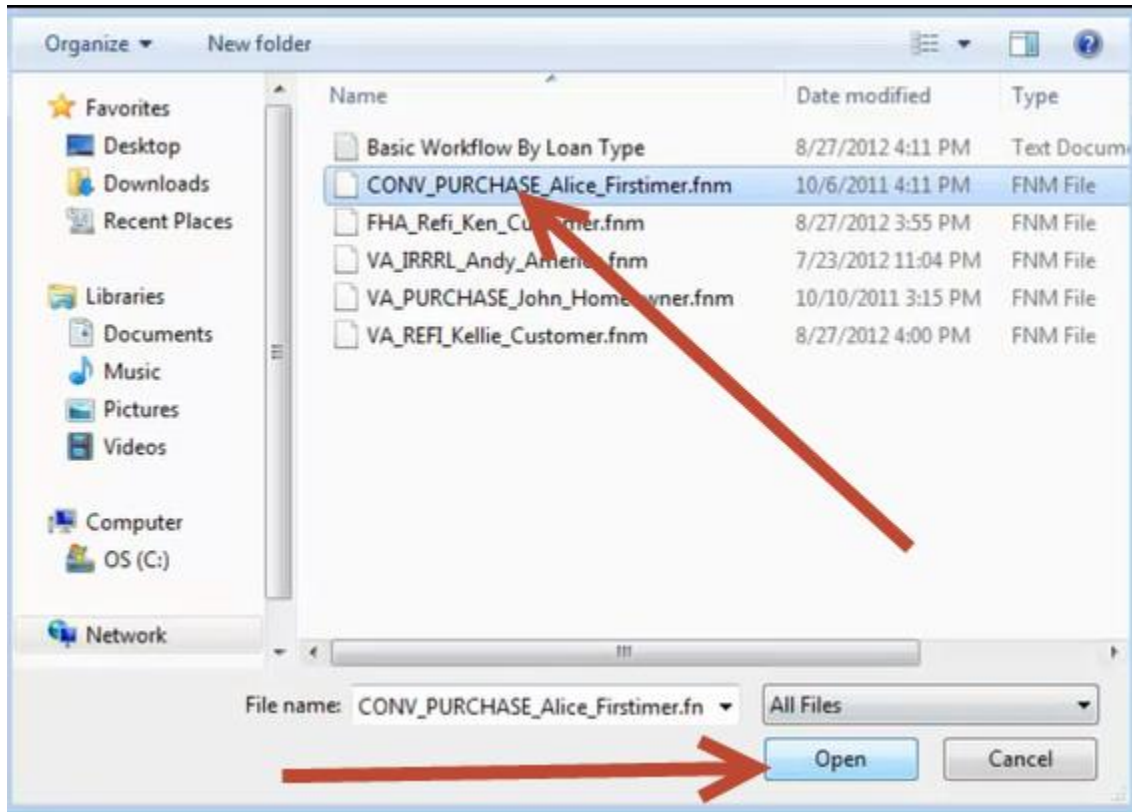 Organize New folder
Name Date modified Type
Favorites
Desktop
Downloads
Recent Places
Libraries
Documents
Music
Pictures
Videos
Computer
OS (C:)
Network
Basic Workflow By Loan Type 8/27/2012 4:11 PM Text Docum
CONV_PURCHASE_Alice_Firstimer.fnm 10/6/2011 4:11 PM FNM File
8/27/2012 3:55 PM FNM File
7/23/2012 11:04 PM FNM File
10/10/2011 3:15 PM FNM File
VA_REFI_Kellie_Customer.fnm 8/27/2012 4:00 PM FNM File
File name: CONV_PURCHASE_Alice_Firstimer.fn All Files
Open Cancel